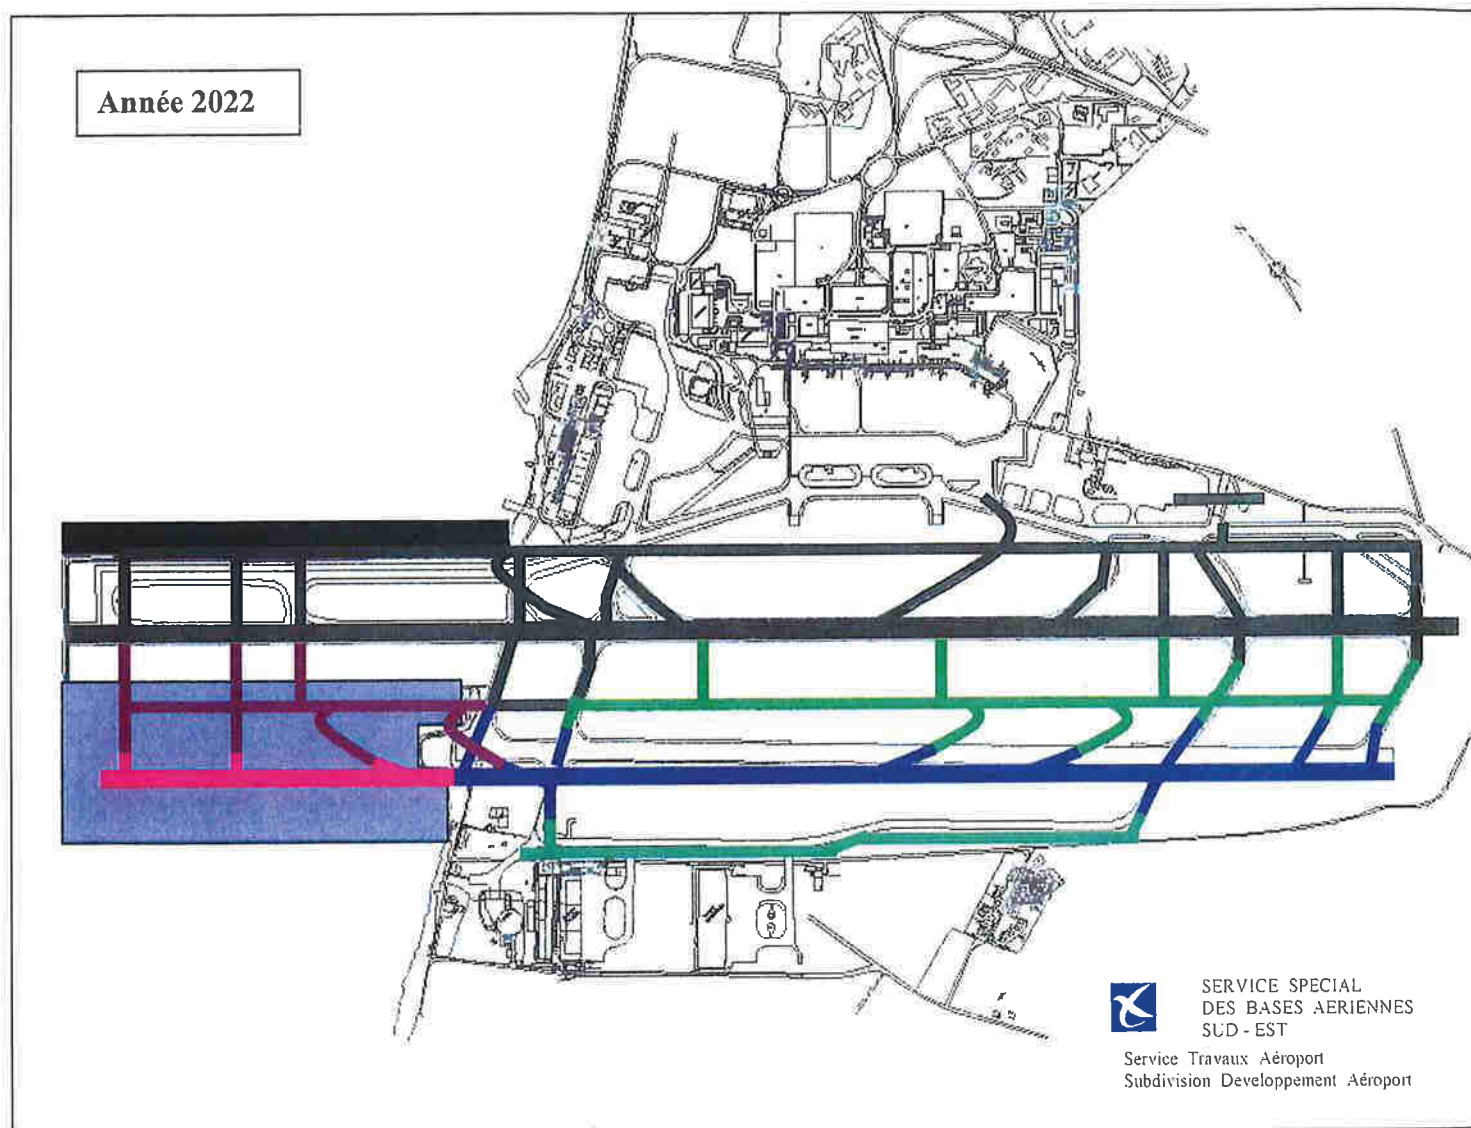 Année 2022
SERVICE SPECIAL
DES BASES AERIENNES
SUD - EST
Service Travaux Aéroport
Subdivision Developpement Aéroport